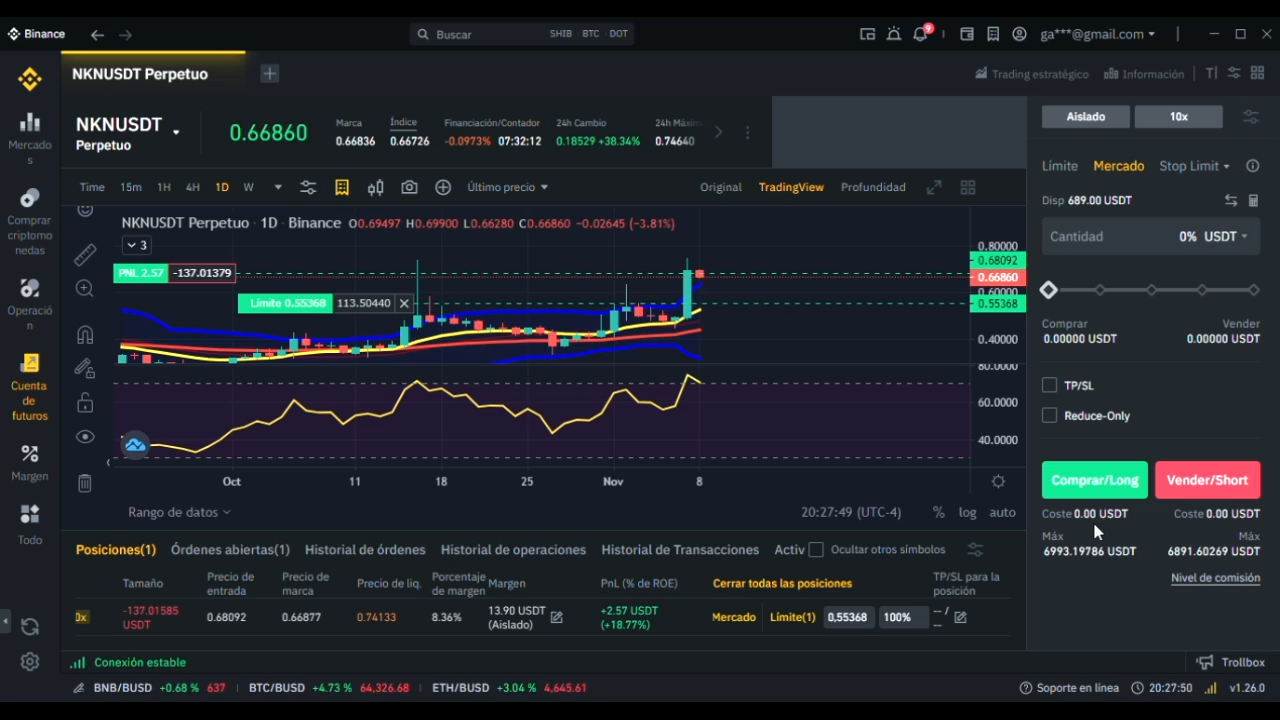 Binance
Buscar SHIB BTC DOT
9
ga***@gmail.com
NKNUSDT Perpetuo
Trading estratégico Información
NKNUSDT
Perpetuo
0.66860
Marca
0.66836
Índice
0.66726
Financiación/Contador
-0.0973% 07:32:12
24h Cambio
0.18529 +38.34%
24h Máxim
0.74640
Mercado
s
Comprar
criptomo
nedas
Operació
n
Cuenta
de
futuros
Margen
Todo
Time 15m 1H 4H 1D W
Último precio
Original TradingView Profundidad
NKNUSDT Perpetuo · 1D · Binance O0.69497 H0.69900 L0.66280 C0.66860 -0.02645 (-3.81%)
3
PNL 2.57 -137.01379
Límite 0.55368 113.50440
0.80000
0.68092
0.66860
0.60000
0.55368
0.40000
80.0000
60.0000
40.0000
Oct 11 18 25 Nov 8
Rango de datos
20:27:49 (UTC-4) % log auto
Posiciones(1) Órdenes abiertas(1) Historial de órdenes Historial de operaciones Historial de Transacciones Activ Ocultar otros símbolos
Tamaño
Precio de
entrada
Precio de
marca
Precio de liq.
Porcentaje
de margen
Margen
PnL (% de ROE)
Cerrar todas las posiciones
TP/SL para la
posición
0x
-137.01585
USDT
0.68092
0.66877
0.74133
8.36%
13.90 USDT
(Aislado)
+2.57 USDT
(+18.77%)
Mercado Límite(1) 0,55368 100%
-- /
--
Aislado 10x
Límite Mercado Stop Limit
Disp 689.00 USDT
Cantidad 0% USDT
Comprar
0.00000 USDT
Vender
0.00000 USDT
TP/SL
Reduce-Only
Comprar/Long Vender/Short
Coste 0.00 USDT Coste 0.00 USDT
Máx
6993.19786 USDT
Máx
6891.60269 USDT
Nivel de comisión
Conexión estable
Trollbox
BNB/BUSD +0.68 % 637 BTC/BUSD +4.73 % 64,326.68 ETH/BUSD +3.04 % 4,645.61
Soporte en línea 20:27:50 v1.26.0